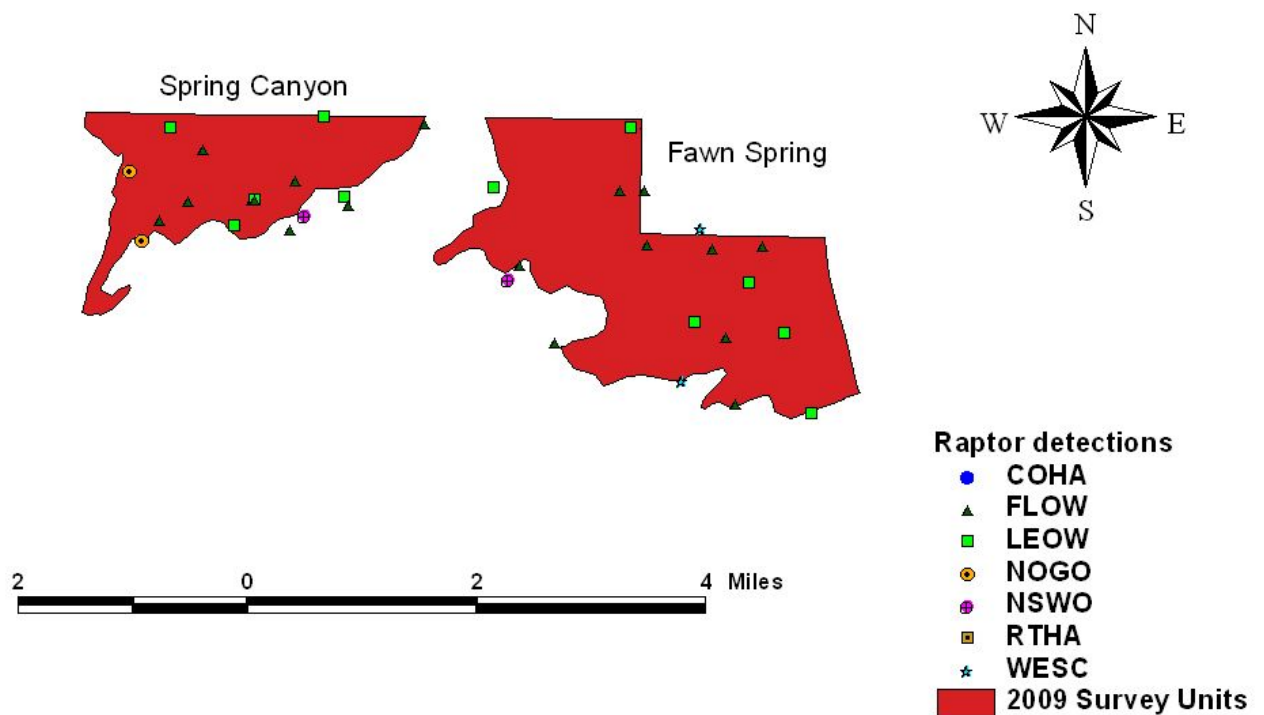 N
Spring Canyon
W E
Fawn Spring
S
Raptor detections
COHA
FLOW
LEOW
NOGO
NSWO
RTHA
WESC
2009 Survey Units
2 0 2 4 Miles